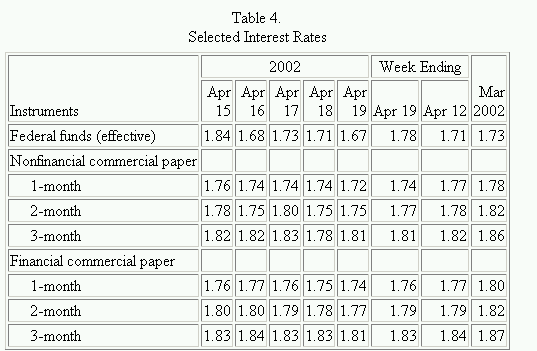 Table 4.
Selected Interest Rates
2002 Week Ending
Apr Apr Apr Apr Apr Mar
Instruments 15 16 17 18 19 Apr 19 Apr 12 2002
Federal funds (effective) 1.84 1.68 1.73 1.71 1.67 1.78 1.71 1.73
Nonfinancial commercial paper
1-month 1.76 1.74 1.74 1.74 1.72 1.74 1.77 1.78
2-month 1.78 1.75 1.80 1.75 1.75 1.77 1.78 1.82
3-month 1.82 1.82 1.83 1.78 1.81 1.81 1.82 1.86
Financial commercial paper
1-month 1.76 1.77 1.76 1.75 1.74 1.76 1.77 1.80
2-month 1.80 1.80 1.79 1.78 1.77 1.79 1.79 1.82
3-month 1.83 1.84 1.83 1.83 1.81 1.83 1.84 1.87